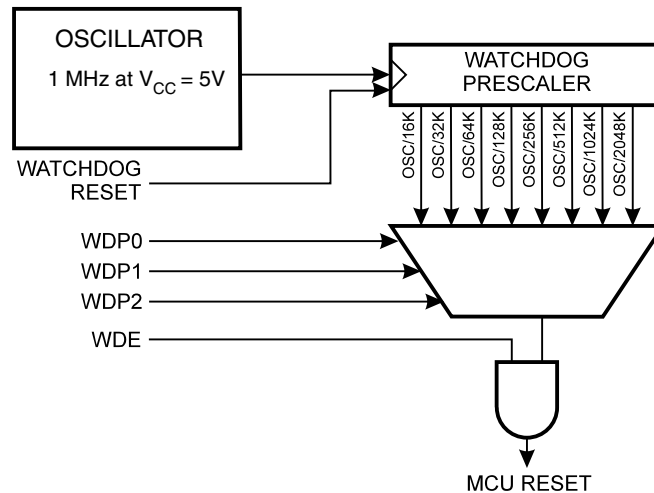 OSCILLATOR
1 MHz at VCC = 5V
WATCHDOG
PRESCALER
OSC/16K
OSC/32K
OSC/64K
OSC/128K
OSC/256K
OSC/512K
OSC/1024K
OSC/2048K
WATCHDOG
RESET
WDP0
WDP1
WDP2
WDE
MCU RESET